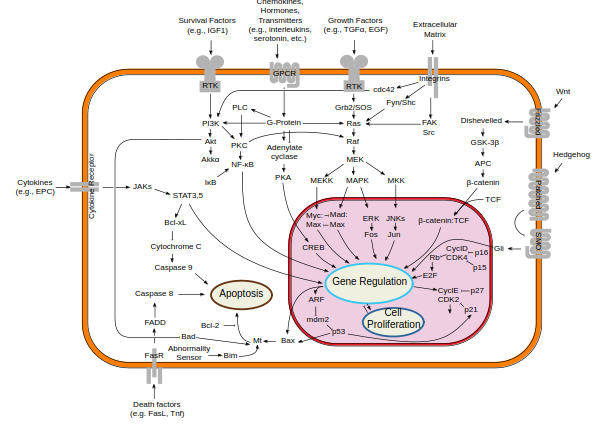 Chemokines,
Hormones,
Transmitters
(e.g., interleukins,
serotonin, etc.)
Survival Factors
(e.g., IGF1)
Growth Factors
(e.g., TGFα, EGF)
Extracellular
Matrix
RTK
GPCR
RTK
Integrins
cdc42
Wnt
PLC
Grb2/SOS
Fyn/Shc
PI3K
G-Protein
Ras
FAK
Src
Dishevelled
Frizzled
Akt
PKC
Adenylate
cyclase
Raf
GSK-3β
Akkα
NF-κB
MEK
APC
Hedgehog
IκB
PKA
MEKK
MAPK
MKK
β-catenin
Patched
Cytokines
(e.g., EPC)
Cytokine Receptor
JAKs
STAT3,5
TCF
Bcl-xL
Myc:
Max
Mad:
Max
ERK
Fos
JNKs
Jun
β-catenin:TCF
SMO
Cytochrome C
CREB
CyclD
CDK4
p16
p15
Rb
Gli
Caspase 9
E2F
Gene Regulation
Caspase 8
Apoptosis
ARF
CyclE
CDK2
p27
p21
FADD
Bcl-2
mdm2
Cell
Proliferation
p53
Bad
Mt
Bax
FasR
Abnormality
Sensor
Bim
Death factors
(e.g. FasL, Tnf)